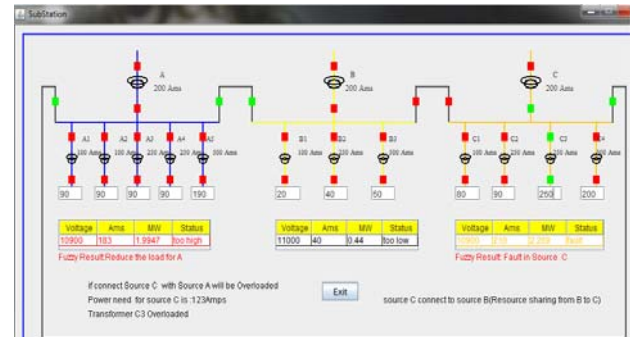 SubStation
A
B
C
200 Ams
200 Ams
200 Ams
A1
A2
A3
A4
A5
B1
B2
B3
C1
C2
C3
C4
90
90
90
90
190
20
40
50
80
90
250
200
Voltage Ams MW Status
10900 183 1.9947 too high
Voltage Ams MW Status
11000 40 0.44 too low
Voltage Ams MW Status
Fuzzy Result:Reduce the load for A
Fuzzy Result: Fault in Source C
if connect Source C with Source A will be Overloaded
Power need for source C is :123Amps
Transformer C3 Overloaded
Exit
source C connect to source B(Resource sharing from B to C)